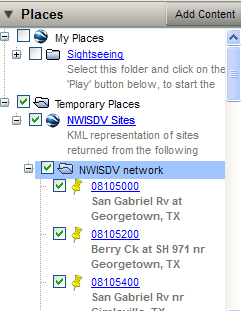 Places
Add Content
My Places
Sightseeing
Select this folder and click on the
'Play' button below, to start the
Temporary Places
NWISDV Sites
KML representation of sites
returned from the following
NWISDV network
08105000
San Gabriel Rv at
Georgetown, TX
08105200
Berry Ck at SH 971 nr
Georgetown, TX
08105400
San Gabriel Rv nr